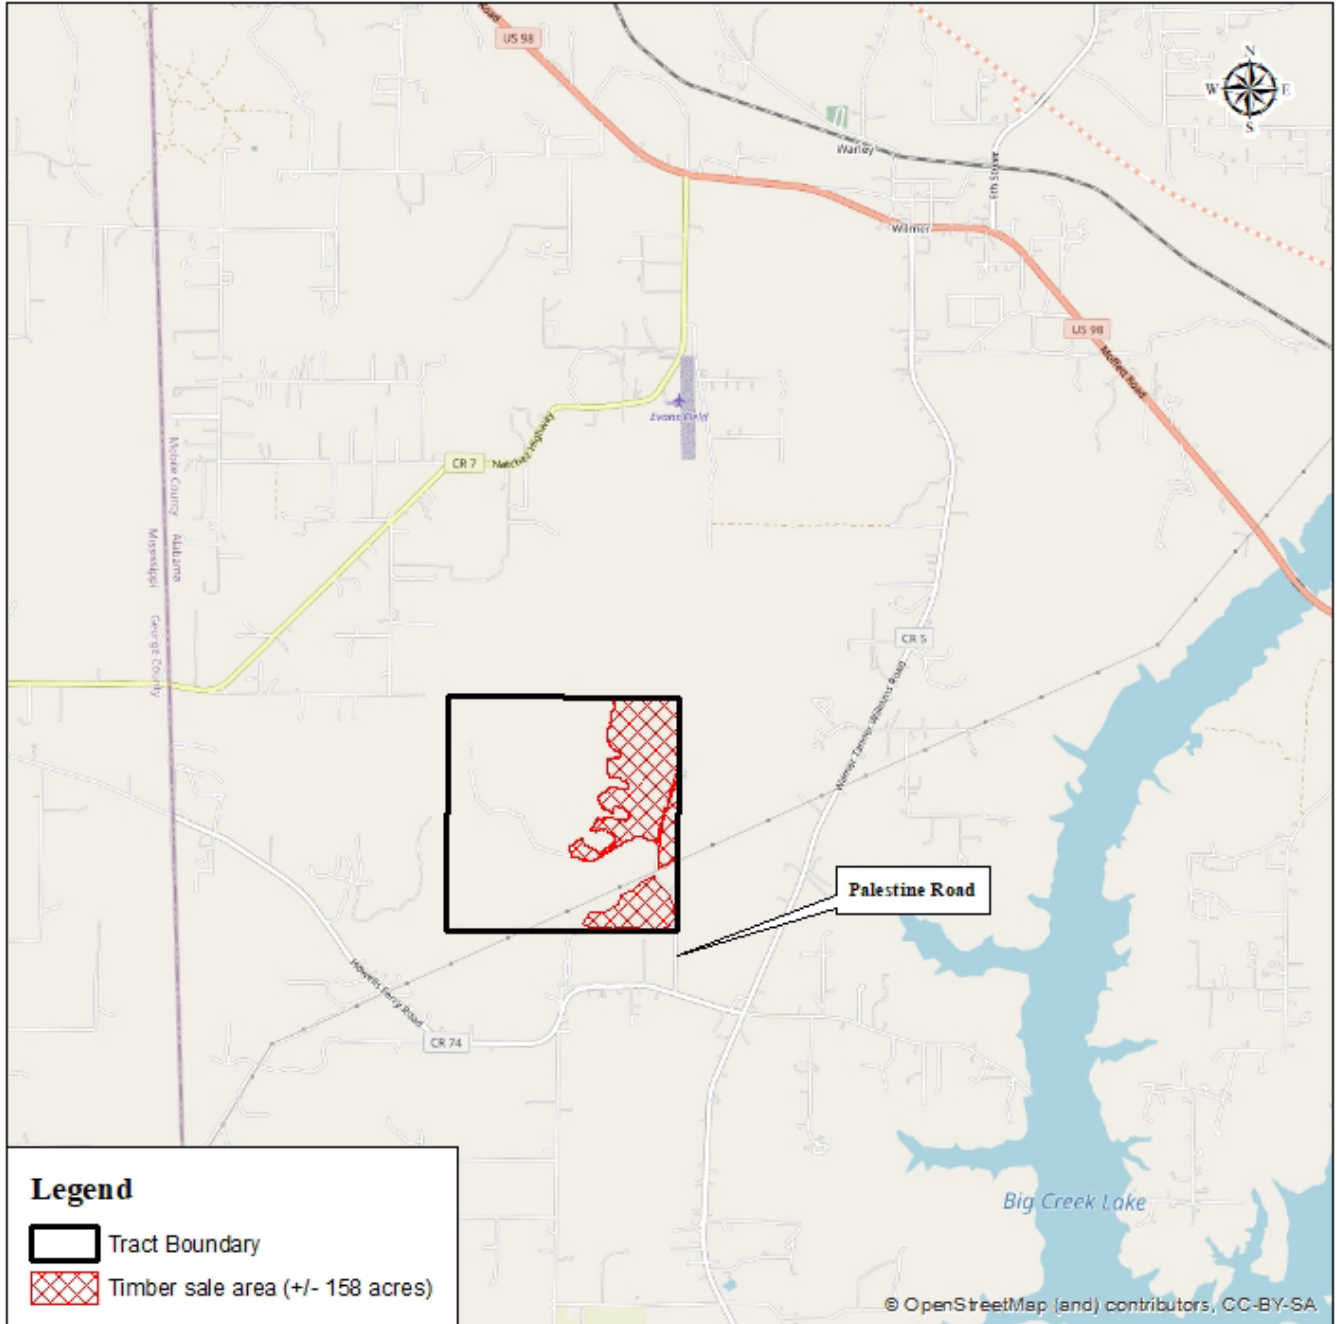 Road
US 98
N
W E
S
Warley
6th Street
Wilmer
US 98
Moffett Road
Evans Field
CR 7 Natchez Highway
Mobile County Alabama
Mississippi George County
CR 5
Wilmer Tanner Williams Road
Palestine Road
Howells Ferry Road
CR 74
Big Creek Lake
Legend
Tract Boundary
Timber sale area (+/- 158 acres)
© OpenStreetMap (and) contributors, CC-BY-SA